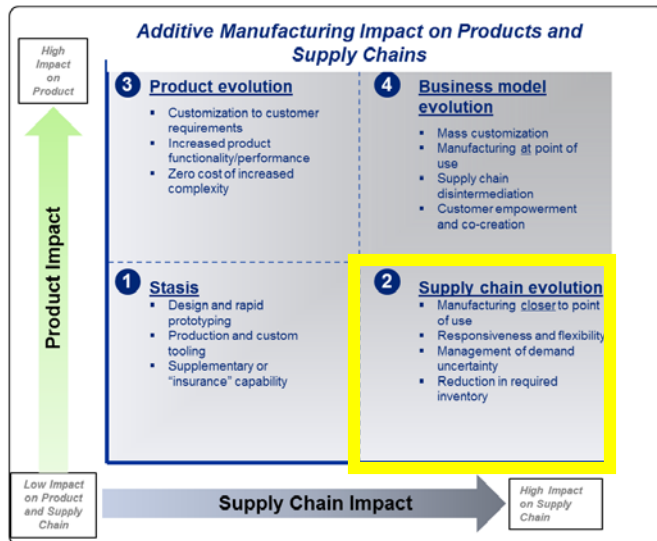 Additive Manufacturing Impact on Products and
Supply Chains
High
Impact
on
Product
Product Impact
3 Product evolution
▪ Customization to customer
requirements
▪ Increased product
functionality/performance
▪ Zero cost of increased
complexity
4 Business model
evolution
▪ Mass customization
▪ Manufacturing at point of
use
▪ Supply chain
disintermediation
▪ Customer empowerment
and co-creation
1 Stasis
▪ Design and rapid
prototyping
▪ Production and custom
tooling
▪ Supplementary or
"insurance" capability
2 Supply chain evolution
▪ Manufacturing closer to point
of use
▪ Responsiveness and flexibility
▪ Management of demand
uncertainty
▪ Reduction in required
inventory
Low Impact
on Product
and Supply
Chain
Supply Chain Impact
High Impact
on Supply
Chain